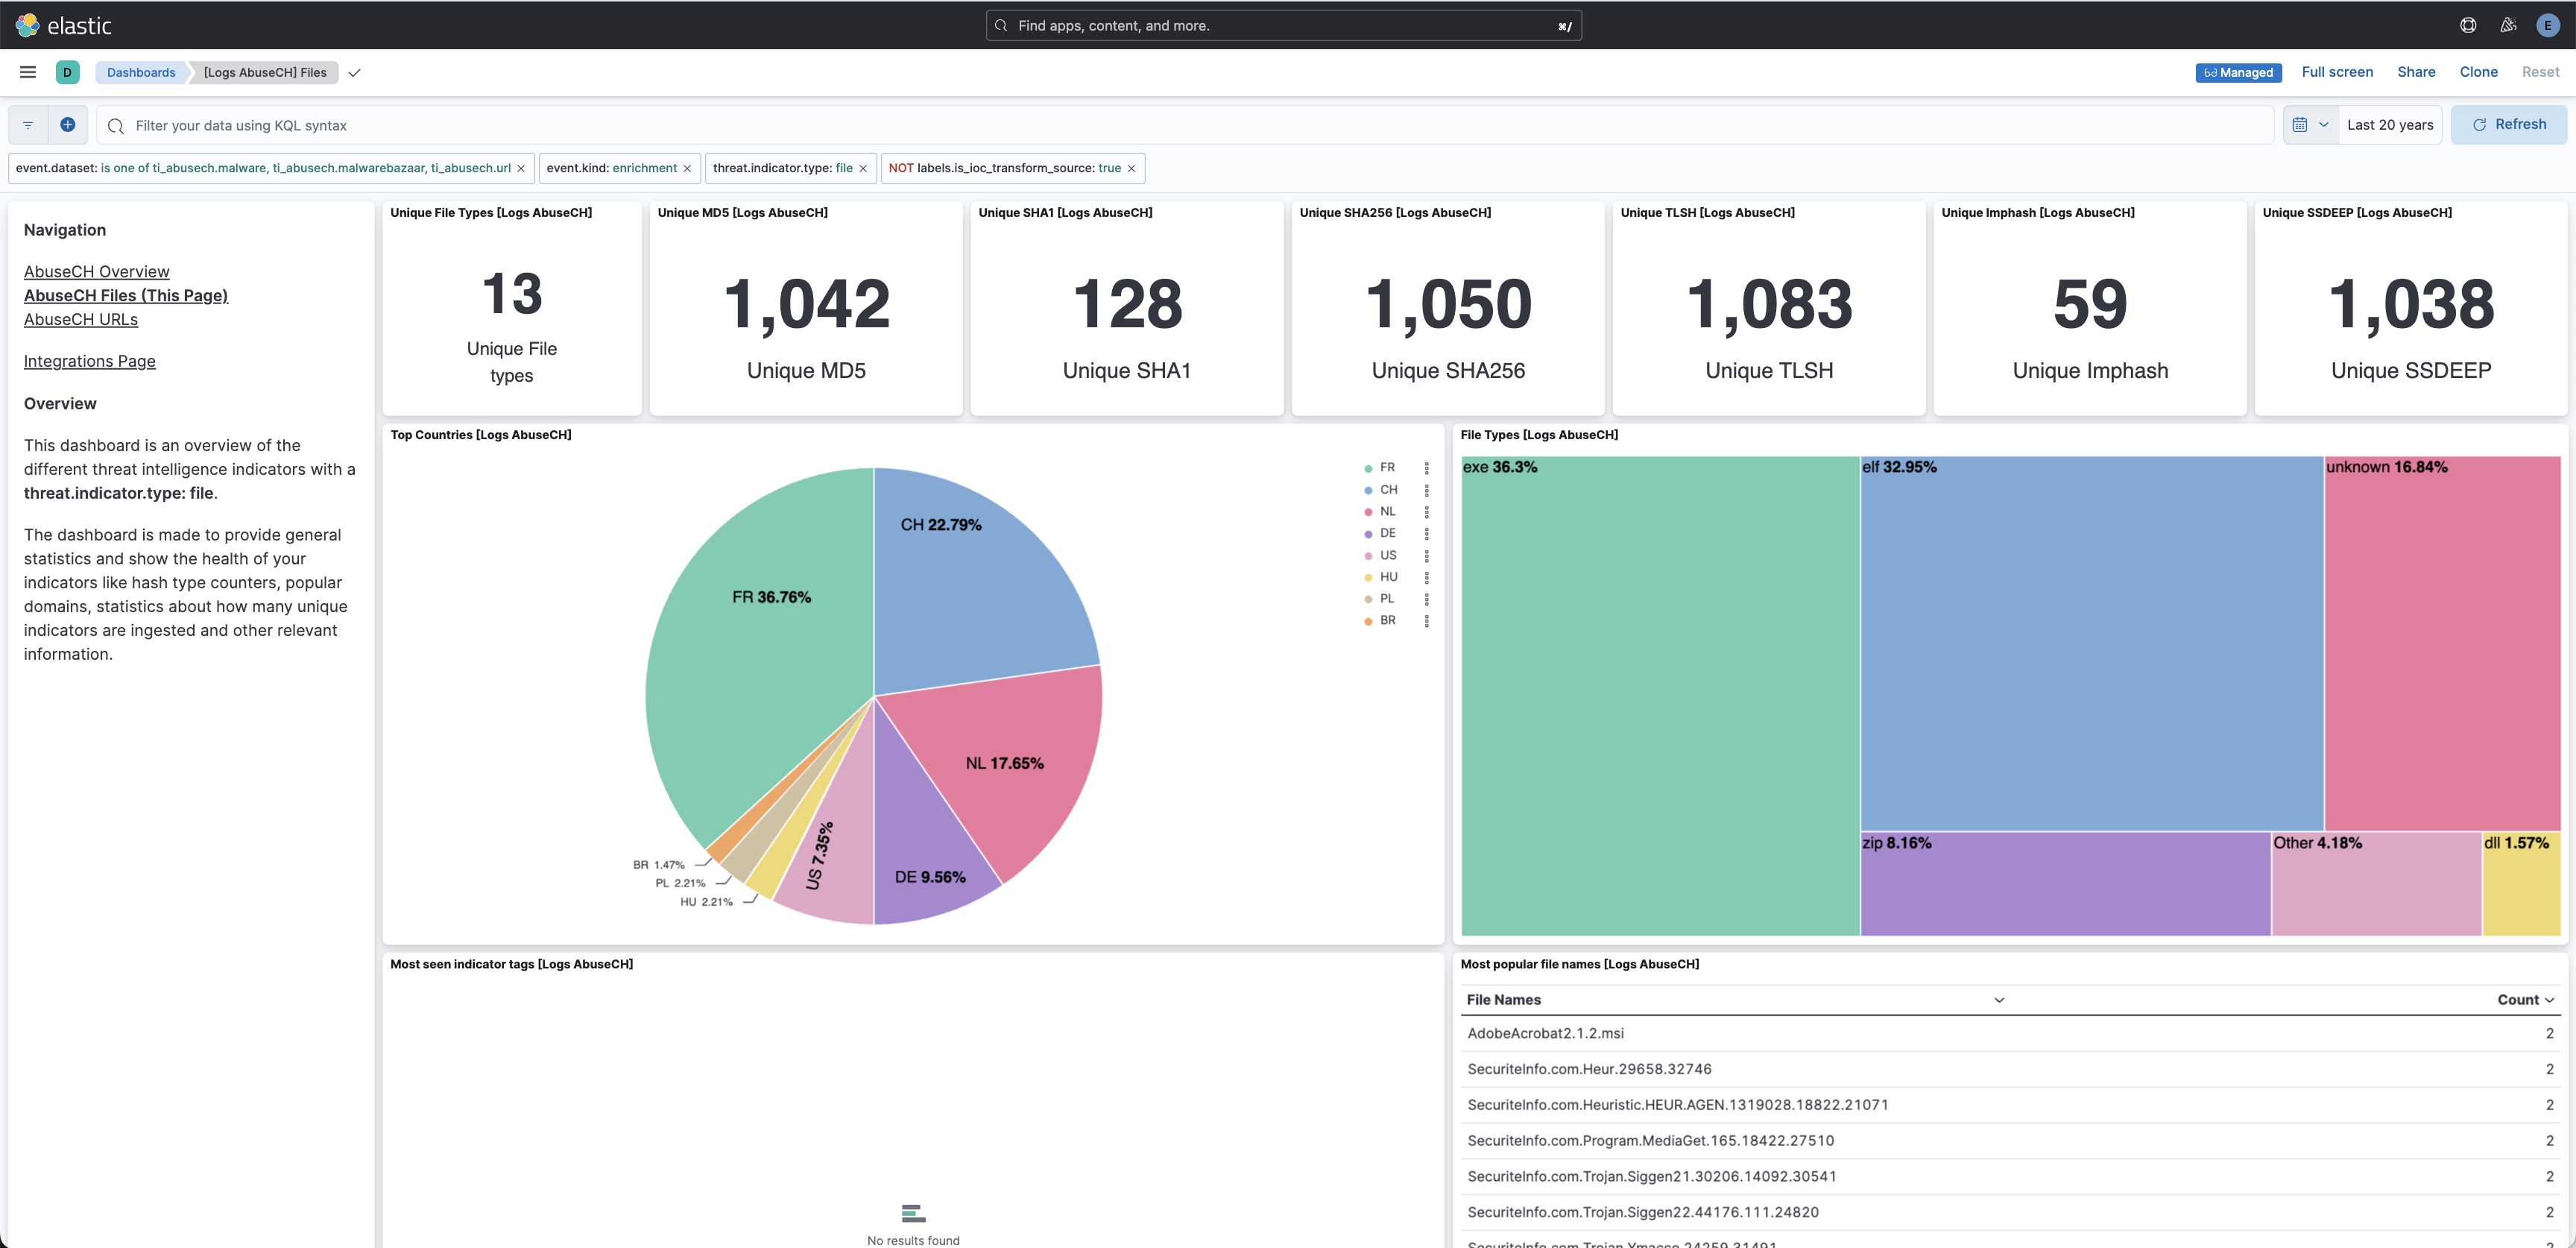 elastic
Find apps, content, and more.
⌘/
E
D
Dashboards
[Logs AbuseCH] Files
Managed
Full screen
Share
Clone
Reset
Filter your data using KQL syntax
Last 20 years
Refresh
event.dataset: is one of ti_abusech.malware, ti_abusech.malwarebazaar, ti_abusech.url ×
event.kind: enrichment ×
threat.indicator.type: file ×
NOT labels.is_ioc_transform_source: true ×
Navigation
AbuseCH Overview
AbuseCH Files (This Page)
AbuseCH URLs
Integrations Page
Overview
This dashboard is an overview of the
different threat intelligence indicators with a
threat.indicator.type: file.
The dashboard is made to provide general
statistics and show the health of your
indicators like hash type counters, popular
domains, statistics about how many unique
indicators are ingested and other relevant
information.
Unique File Types [Logs AbuseCH]
13
Unique File
types
Unique MD5 [Logs AbuseCH]
1,042
Unique MD5
Unique SHA1 [Logs AbuseCH]
128
Unique SHA1
Unique SHA256 [Logs AbuseCH]
1,050
Unique SHA256
Unique TLSH [Logs AbuseCH]
1,083
Unique TLSH
Unique Imphash [Logs AbuseCH]
59
Unique Imphash
Unique SSDEEP [Logs AbuseCH]
1,038
Unique SSDEEP
Top Countries [Logs AbuseCH]
CH 22.79%
FR 36.76%
NL 17.65%
US 7.35%
DE 9.56%
BR 1.47%
PL 2.21%
HU 2.21%
FR
CH
NL
DE
US
HU
PL
BR
File Types [Logs AbuseCH]
exe 36.3%
elf 32.95%
unknown 16.84%
zip 8.16%
Other 4.18%
dll 1.57%
Most seen indicator tags [Logs AbuseCH]
No results found
Most popular file names [Logs AbuseCH]
File Names
Count
AdobeAcrobat2.1.2.msi
2
SecuriteInfo.com.Heur.29658.32746
2
SecuriteInfo.com.Heuristic.HEUR.AGEN.1319028.18822.21071
2
SecuriteInfo.com.Program.MediaGet.165.18422.27510
2
SecuriteInfo.com.Trojan.Siggen21.30206.14092.30541
2
SecuriteInfo.com.Trojan.Siggen22.44176.111.24820
2
SecuriteInfo.com.Trojan.Ymacco.24259.31491
2